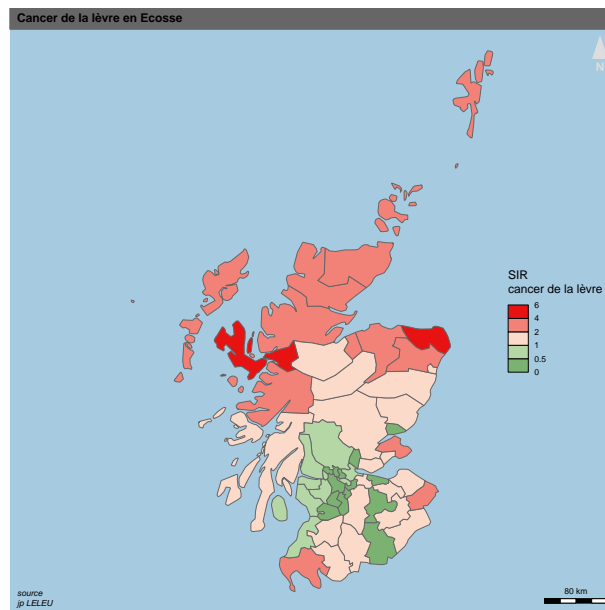 Cancer de la lèvre en Ecosse
N
SIR
cancer de la lèvre
6
4
2
1
0.5
0
source
jp LELEU
80 km